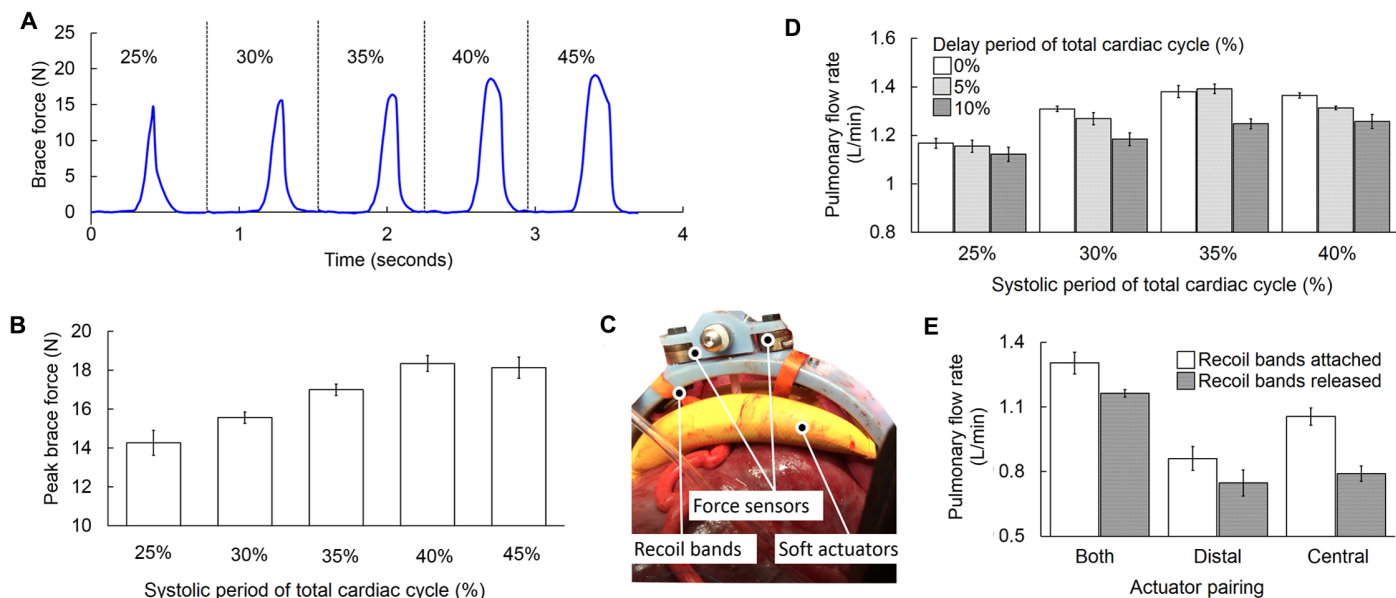 A
Brace force (N)
25
20
15
10
5
0
25%
30%
35%
40%
45%
0
1
2
3
4
Time (seconds)
B
Peak brace force (N)
20
18
16
14
12
10
25%
30%
35%
40%
45%
Systolic period of total cardiac cycle (%)
C
Force sensors
Recoil bands
Soft actuators
D
Pulmonary flow rate
(L/min)
1.6
1.4
1.2
1
0.8
Delay period of total cardiac cycle (%)
0%
5%
10%
25%
30%
35%
40%
Systolic period of total cardiac cycle (%)
E
Pulmonary flow rate
(L/min)
1.4
1.1
0.8
0.5
Recoil bands attached
Recoil bands released
Both
Distal
Central
Actuator pairing